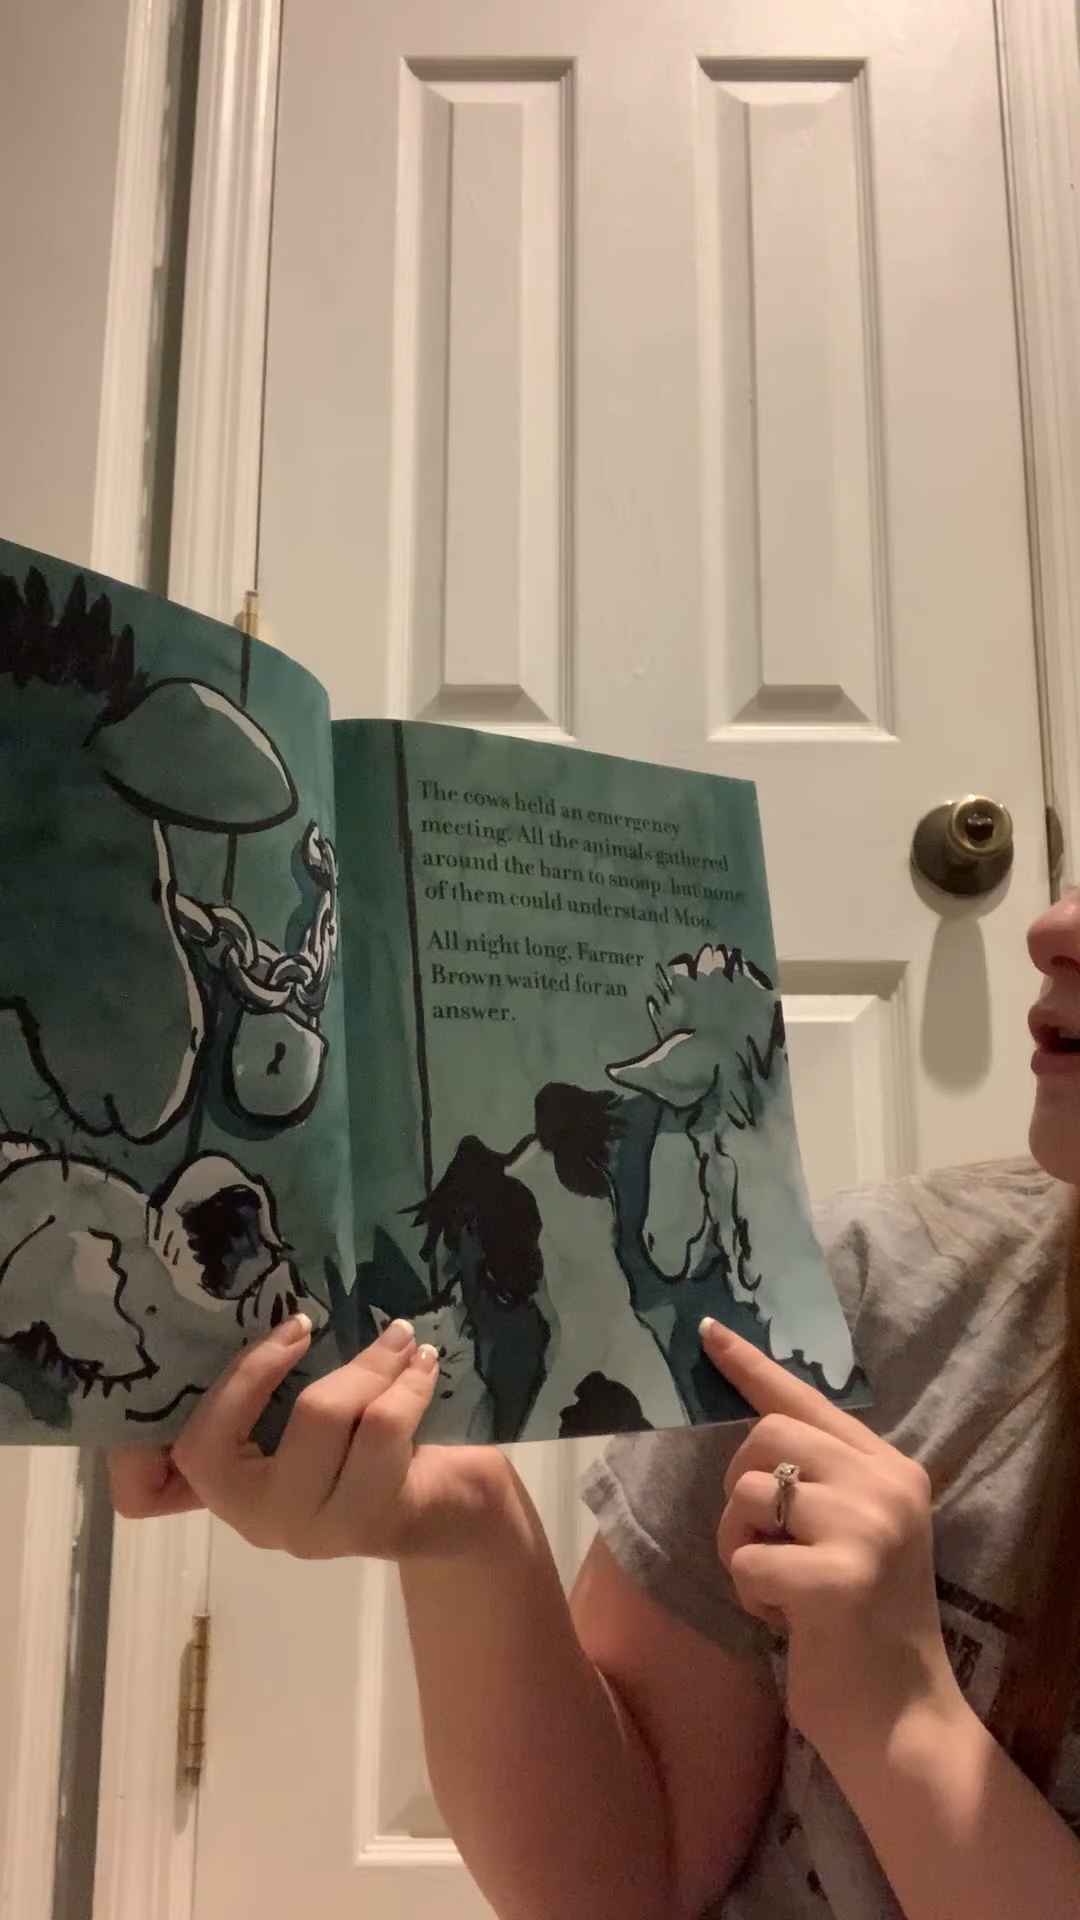 The cows held an emergency
meeting. All the animals gathered
around the barn to snoop, but none
of them could understand Moo.
All night long, Farmer
Brown waited for an
answer.